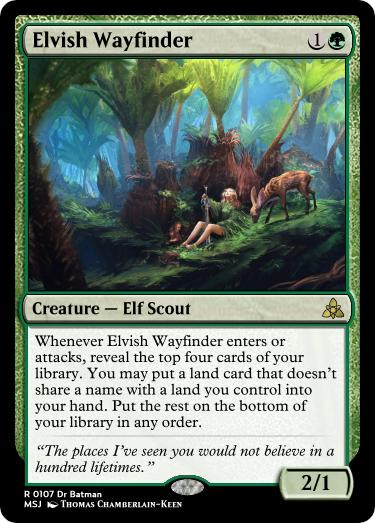 Elvish Wayfinder 1
Creature — Elf Scout
Whenever Elvish Wayfinder enters or
attacks, reveal the top four cards of your
library. You may put a land card that doesn't
share a name with a land you control into
your hand. Put the rest on the bottom of
your library in any order.
“The places I've seen you would not believe in a
hundred lifetimes.”
2/1
R 0107 Dr Batman
MSJ Thomas Chamberlain-Keen